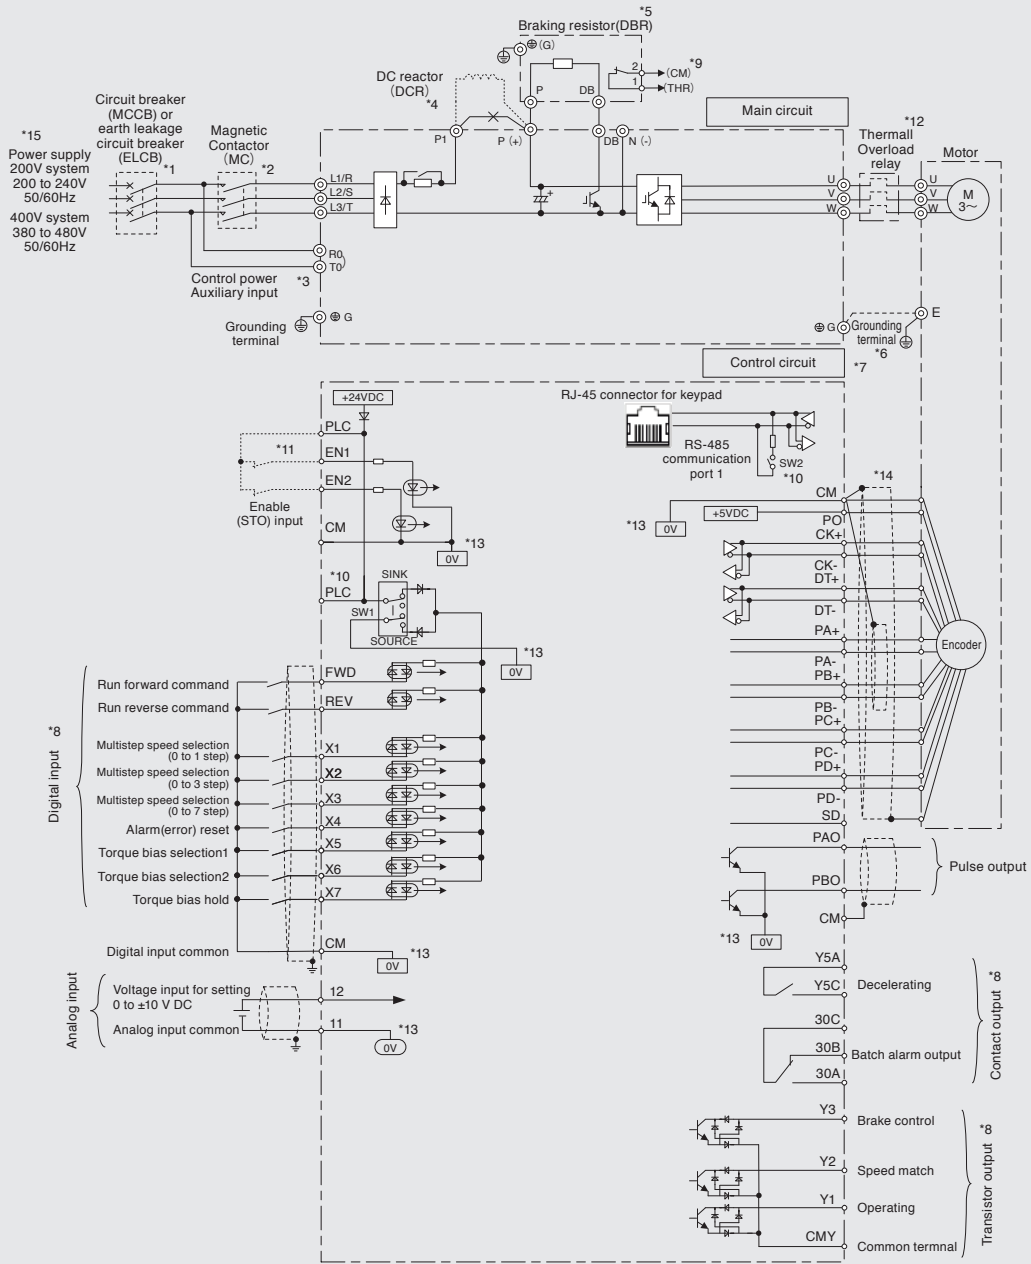 *5
Braking resistor(DBR)
(G)
2
1
(CM)
*9
(THR)
DC reactor
(DCR)
*4
P
DB
Main circuit
P1
P (+)
DB
N (-)
Circuit breaker
(MCCB) or
earth leakage
circuit breaker
(ELCB)
*1
Magnetic
Contactor
(MC)
*2
*15
Power supply
200V system
200 to 240V
50/60Hz
400V system
380 to 480V
50/60Hz
L1/R
L2/S
L3/T
R0
T0
Control power
Auxiliary input
*3
Grounding
terminal
G
*12
Thermall
Overload
relay
Motor
U
V
W
U
V
W
M
3～
G
Grounding
terminal
*6
E
Control circuit
*7
+24VDC
PLC
*11
EN1
EN2
Enable
(STO) input
CM
*13
0V
*10
PLC
SINK
SW1
SOURCE
*13
0V
RJ-45 connector for keypad
RS-485
communication
port 1
SW2
*10
*14
CM
*13
0V
+5VDC
PO
CK+
CK-
DT+
DT-
PA+
PA-
PB+
PB-
PC+
PC-
PD+
PD-
SD
Encoder
Digital input
*8
Run forward command
FWD
Run reverse command
REV
Multistep speed selection
(0 to 1 step)
X1
Multistep speed selection
(0 to 3 step)
X2
Multistep speed selection
(0 to 7 step)
X3
Alarm(error) reset
X4
Torque bias selection1
X5
Torque bias selection2
X6
Torque bias hold
X7
Digital input common
CM
0V
*13
Analog input
Voltage input for setting
0 to ±10 V DC
12
Analog input common
11
*13
0V
PAO
PBO
Pulse output
CM
*13
0V
Y5A
Y5C
Decelerating
30C
30B
Batch alarm output
30A
*8
Contact output
Y3
Brake control
Y2
Speed match
Y1
Operating
CMY
Common termnal
*8
Transistor output